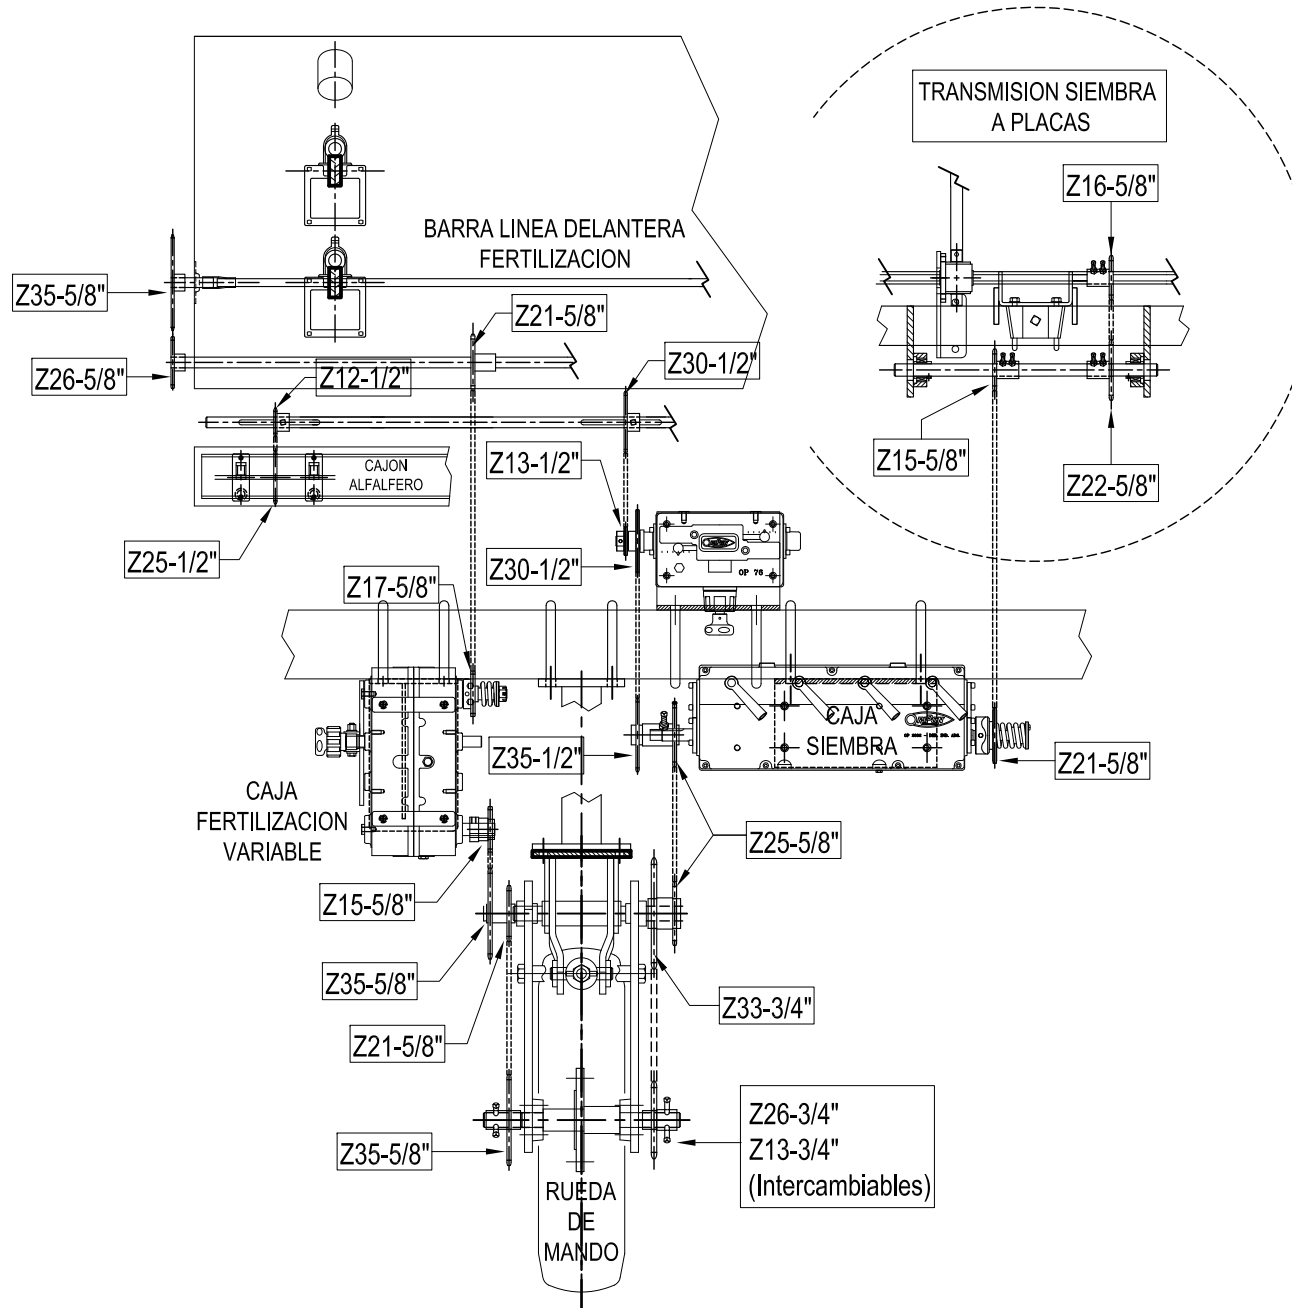 TRANSMISION SIEMBRA
A PLACAS
Z16-5/8"
BARRA LINEA DELANTERA
FERTILIZACION
Z35-5/8"
Z21-5/8"
Z26-5/8"
Z12-1/2"
Z30-1/2"
Z15-5/8"
Z22-5/8"
CAJON
ALFALFERO
Z13-1/2"
Z25-1/2"
Z30-1/2"
OP 76
Z17-5/8"
CAJA
SIEMBRA
Z35-1/2"
Z21-5/8"
CAJA
FERTILIZACION
VARIABLE
Z25-5/8"
Z15-5/8"
Z35-5/8"
Z33-3/4"
Z21-5/8"
Z26-3/4"
Z13-3/4"
(Intercambiables)
Z35-5/8"
RUEDA
DE
MANDO